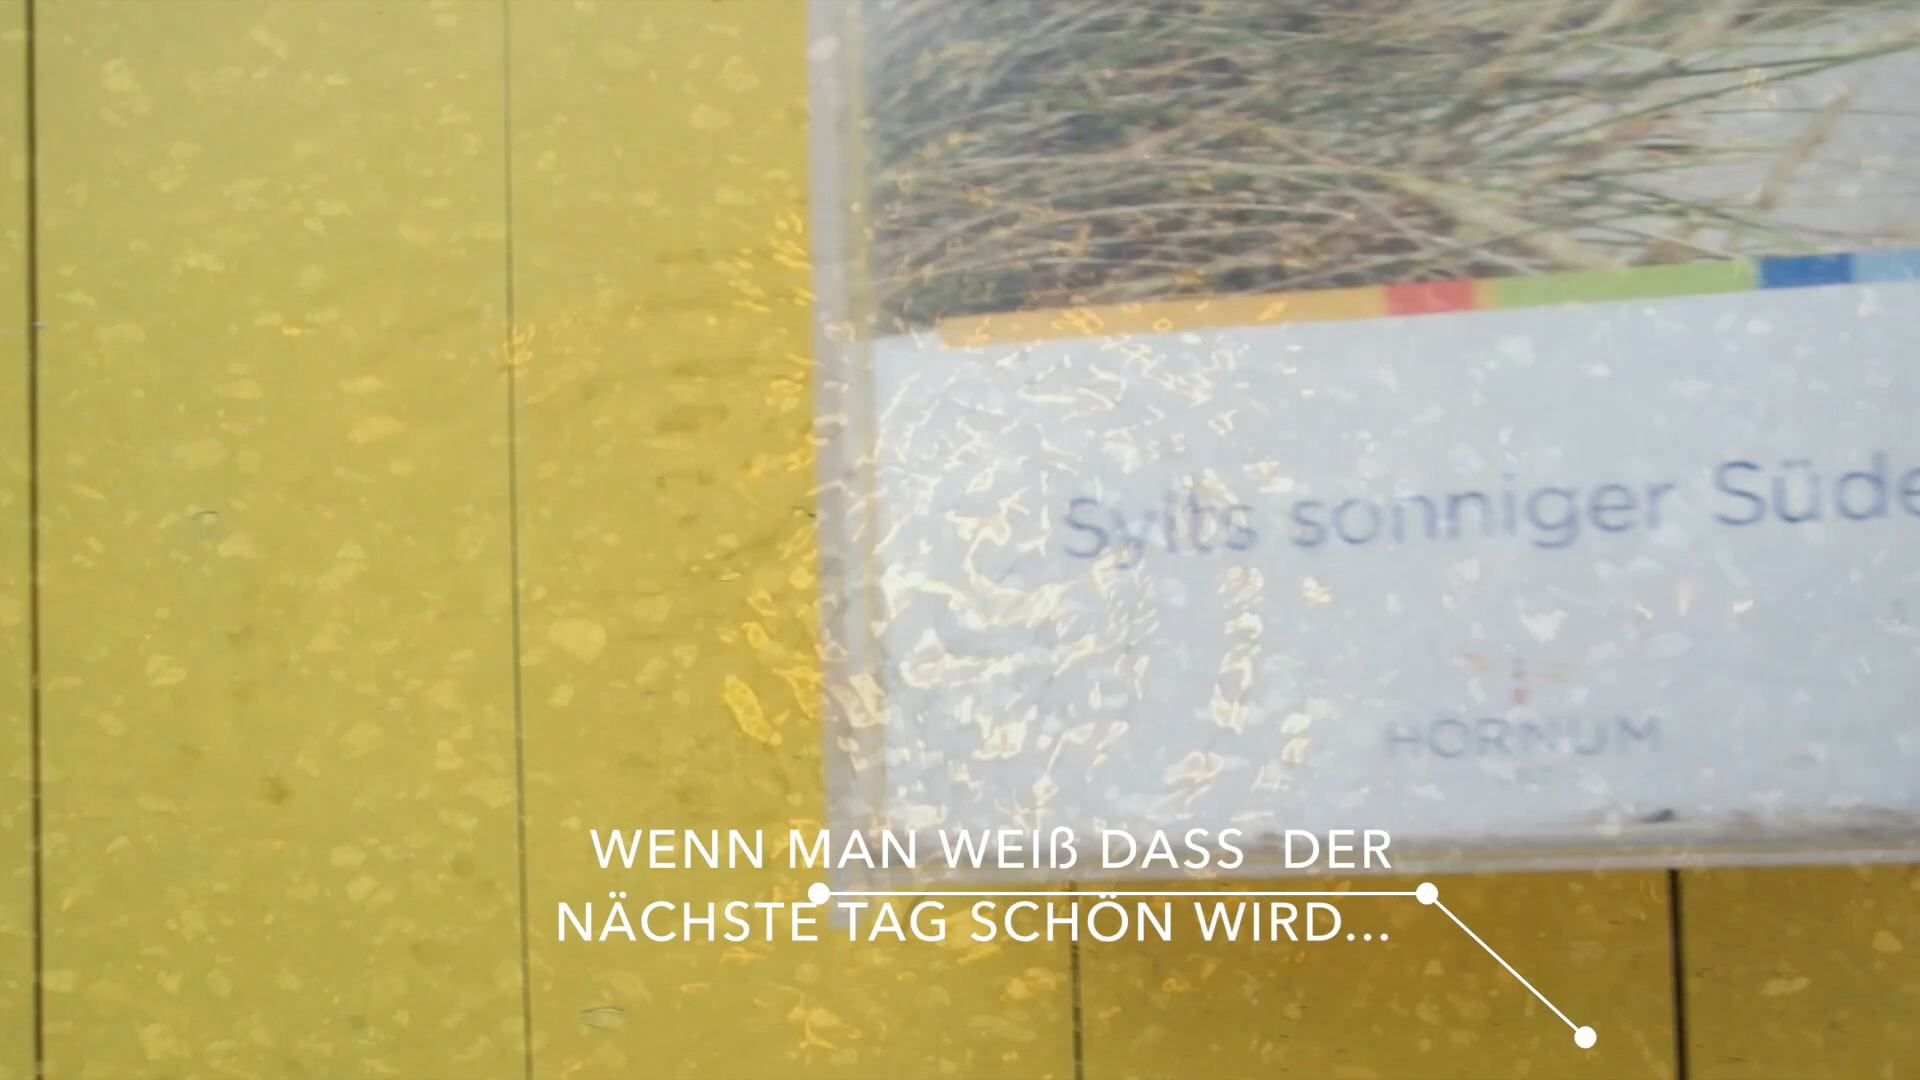 Sylts sonniger Süde
HÖRNUM
WENN MAN WEIß DASS  DER
NÄCHSTE TAG SCHÖN WIRD...